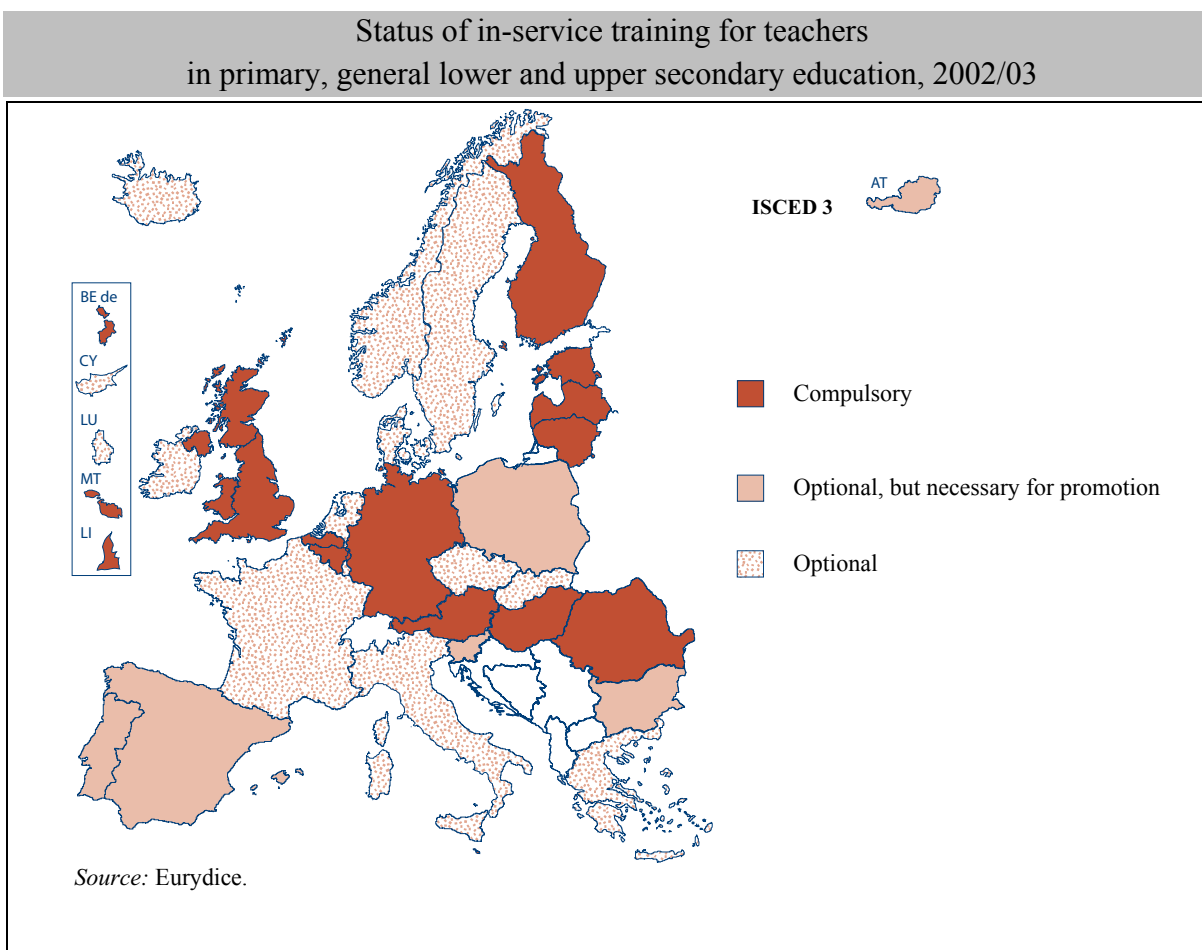 Status of in-service training for teachers
in primary, general lower and upper secondary education, 2002/03
ISCED 3
AT
BE de
CY
LU
MT
LI
Compulsory
Optional, but necessary for promotion
Optional
Source: Eurydice.